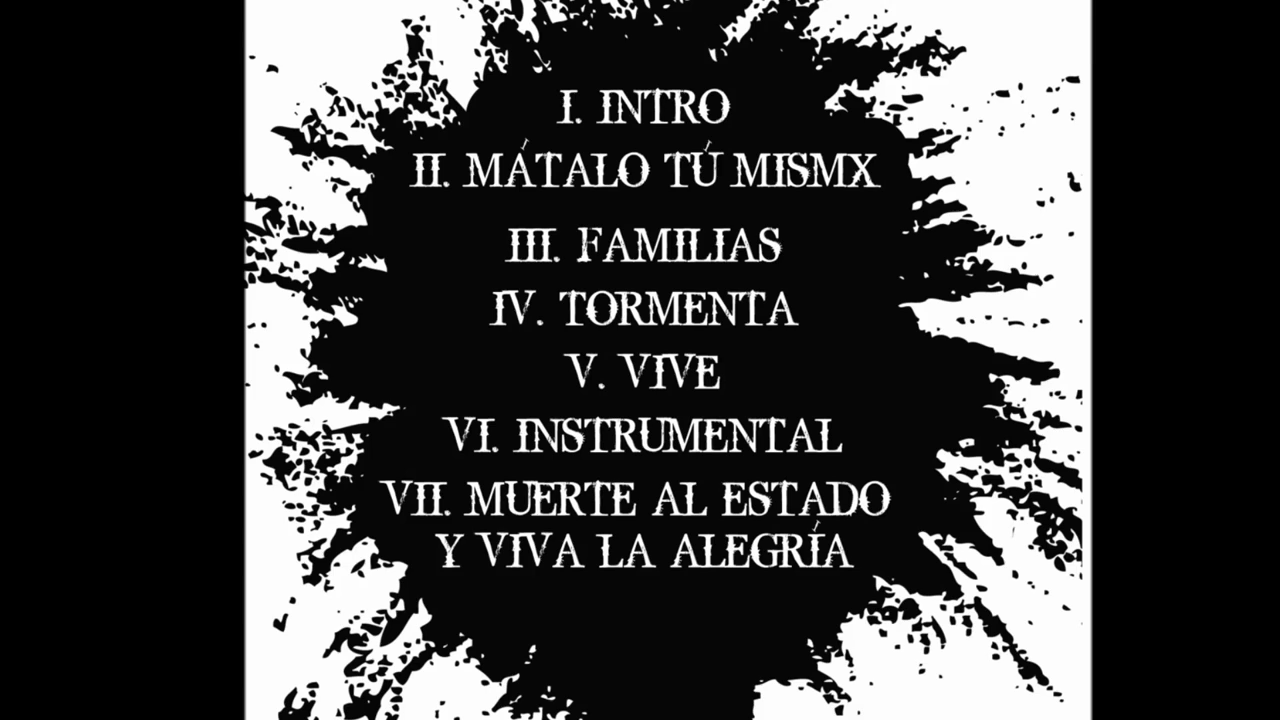 I. INTRO
II. MÁTALO TÚ MISMX
III. FAMILIAS
IV. TORMENTA
V. VIVE
VI. INSTRUMENTAL
VII. MUERTE AL ESTADO
Y VIVA LA ALEGRÍA